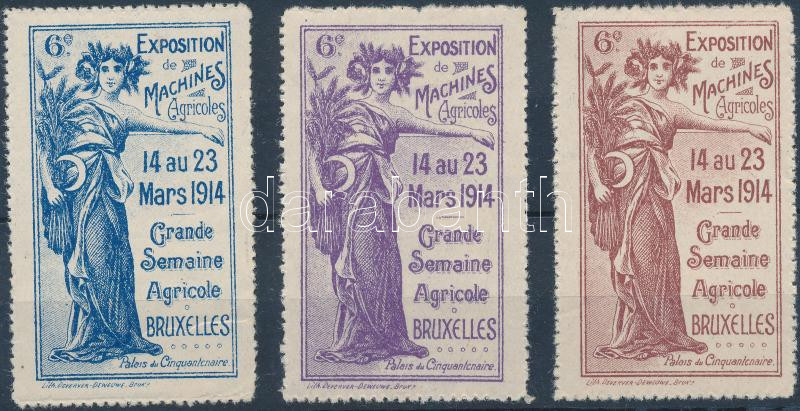 6e
EXPOSITION
de
MACHINES
Agricoles
14 au 23
Mars 1914
Grande
Semaine
Agricole
BRUXELLES
Palais du Cinquantenaire.
6e
EXPOSITION
de
MACHINES
Agricoles
14 au 23
Mars 1914
Grande
Semaine
Agricole
BRUXELLES
Palais du Cinquantenaire.
6e
EXPOSITION
de
MACHINES
Agricoles
14 au 23
Mars 1914
Grande
Semaine
Agricole
BRUXELLES
Palais du Cinquantenaire.
darabanth